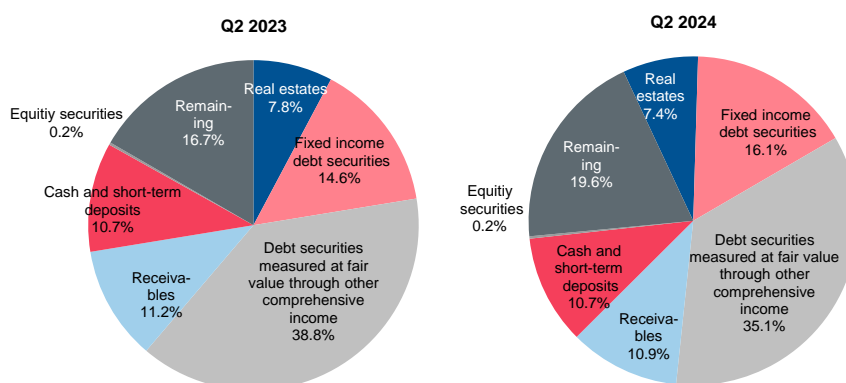 Q2 2023
Real estates
7.8%
Fixed income
debt securities
14.6%
Debt securities
measured at fair
value through other
comprehensive
income
38.8%
Receiva-
bles
11.2%
Cash and short-term
deposits
10.7%
Equitiy securities
0.2%
Remain-
ing
16.7%
Q2 2024
Real
estates
7.4%
Fixed income
debt securities
16.1%
Debt securities
measured at fair value
through other
comprehensive
income
35.1%
Receiva-
bles
10.9%
Cash and
short-term
deposits
10.7%
Equitiy
securities
0.2%
Remain-
ing
19.6%